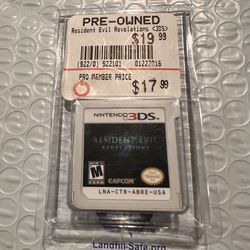 PRE-OWNED
Resident Evil Revelations <3DS>
$19.99
(922/0) 922101 01222016
PRO MEMBER PRICE
$17.99
NINTENDO 3DS
RESIDENT EVIL
REVELATIONS
M
CAPCOM
LNA-CTR-ABRE-USA